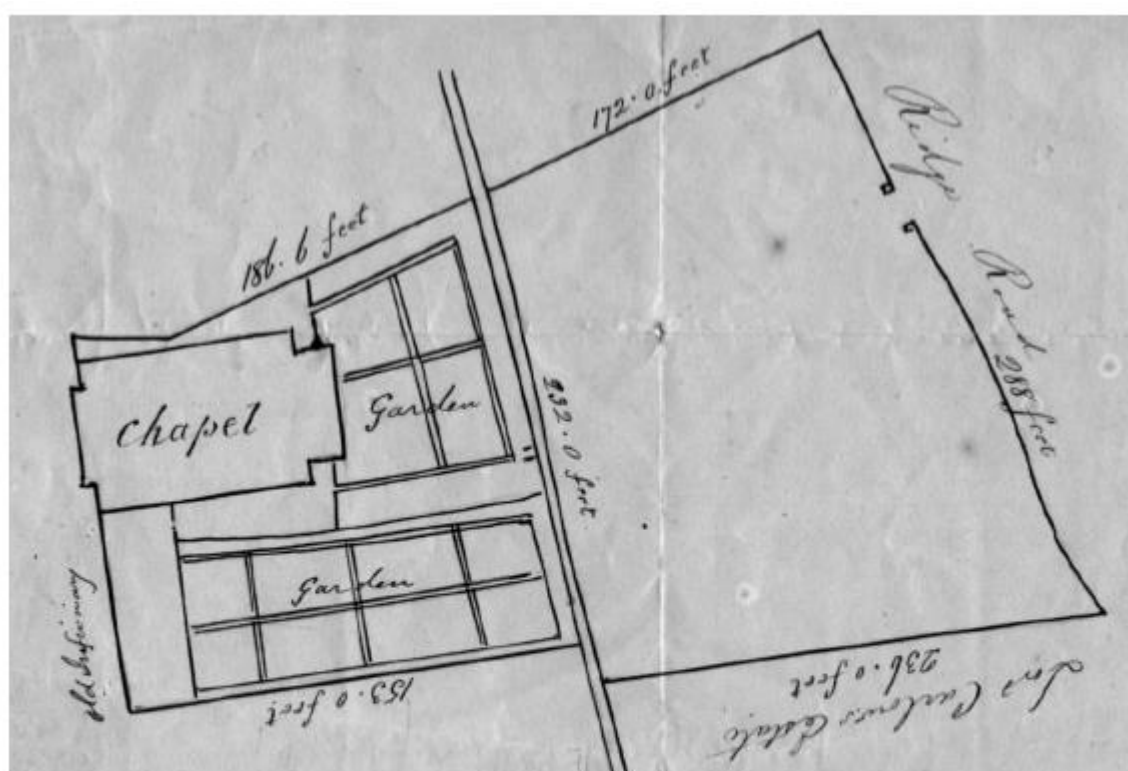 172.0 feet
Ridge
Road
288 feet
186.6 feet
Chapel
Garden
232.0 feet
Garden
old Infirmary
153.0 feet
236.0 feet
Estate